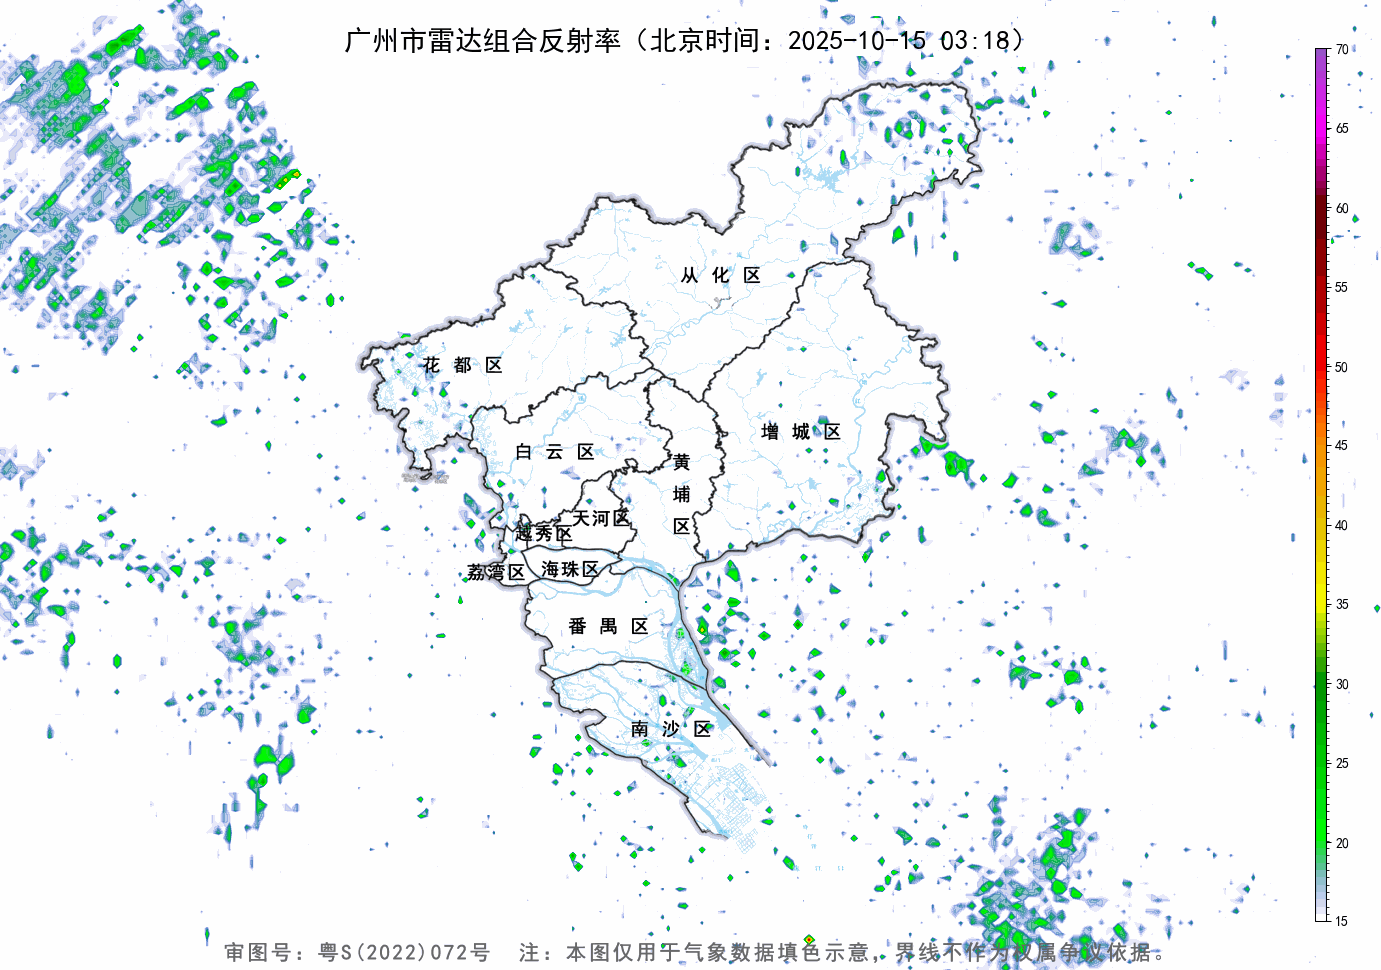 广州市雷达组合反射率（北京时间：2025-10-15 03:18）
70
65
60
55
50
45
40
35
30
25
20
15
从化区
花都区
增城区
白云区
黄埔区
天河区
越秀区
荔湾区
海珠区
番禺区
南沙区
审图号：粤S(2022)072号 注：本图仅用于气象数据填色示意，界线不作为权属争议依据。